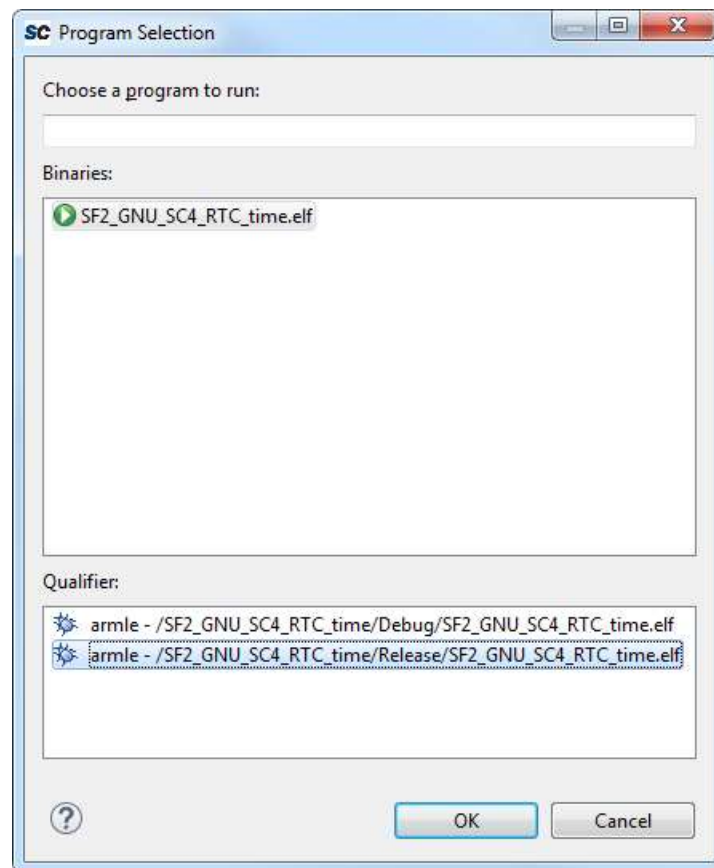 SC Program Selection
Choose a program to run:
Binaries:
SF2_GNU_SC4_RTC_time.elf
Qualifier:
armle - /SF2_GNU_SC4_RTC_time/Debug/SF2_GNU_SC4_RTC_time.elf
armle - /SF2_GNU_SC4_RTC_time/Release/SF2_GNU_SC4_RTC_time.elf
? OK Cancel